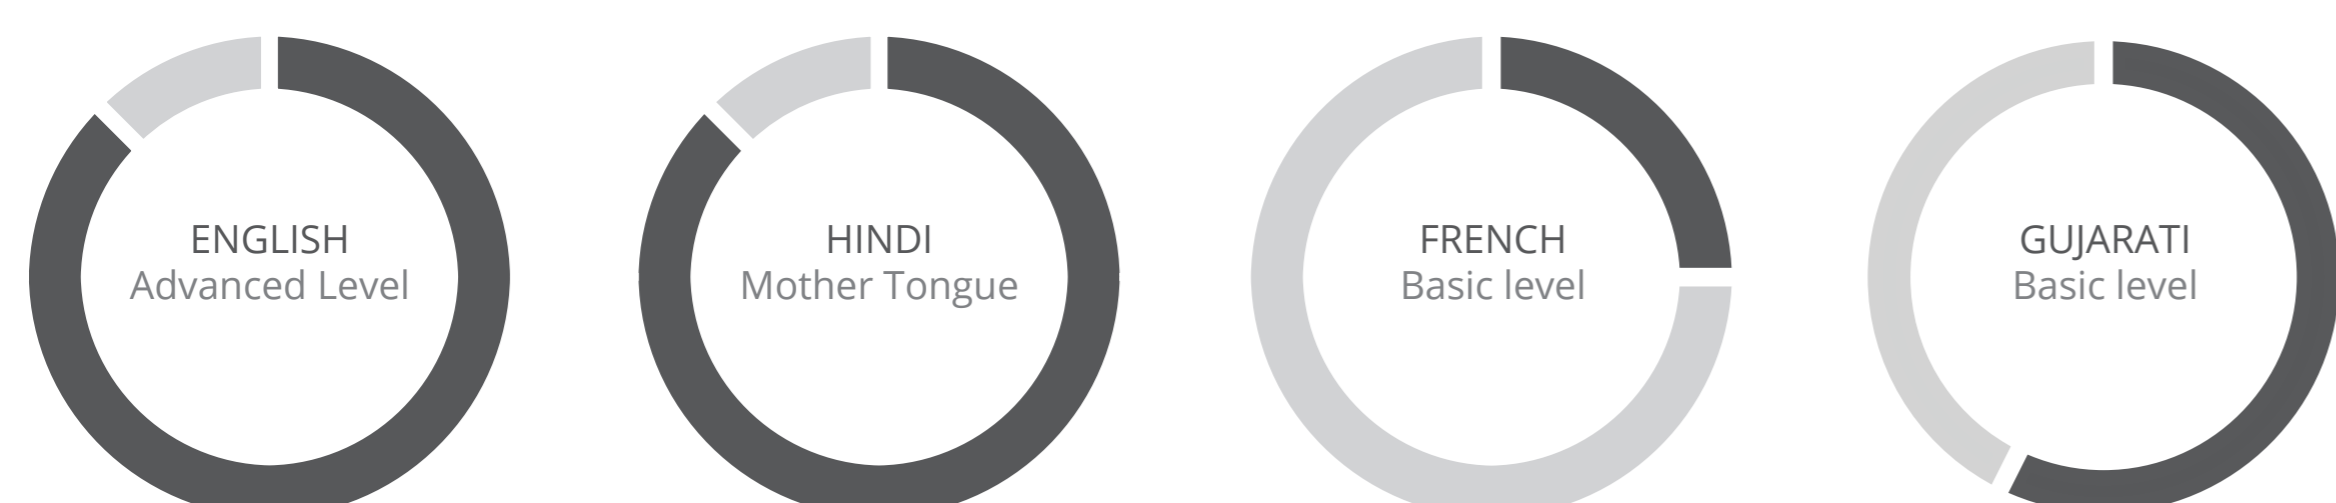 ENGLISH
Advanced Level
HINDI
Mother Tongue
FRENCH
Basic level
GUJARATI
Basic level